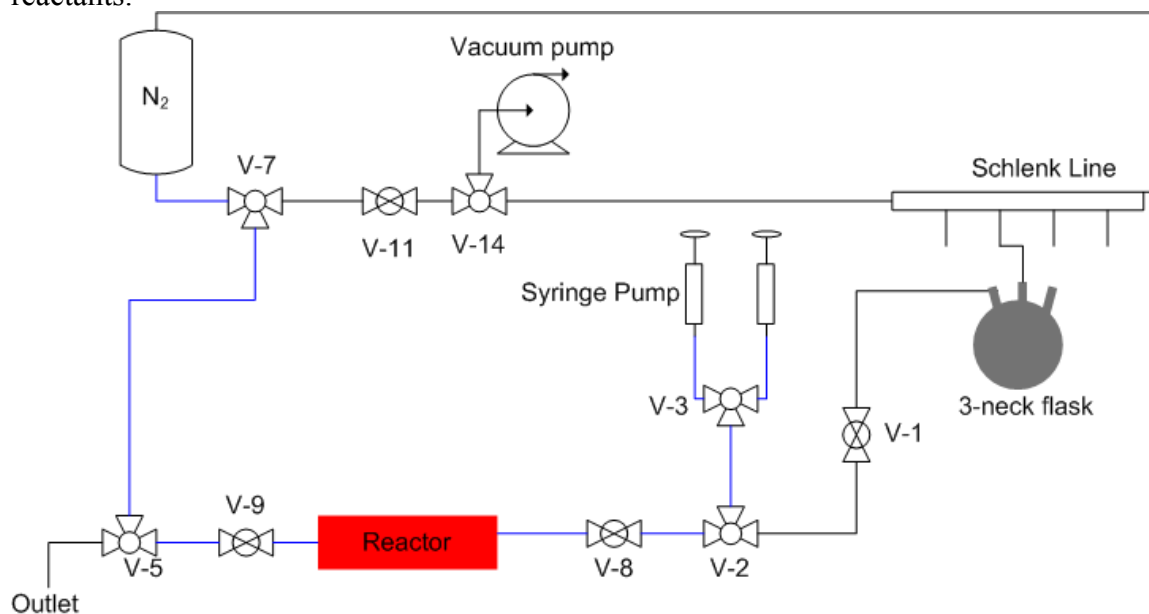 reactants.
Vacuum pump
N₂
V-7
Schlenk Line
V-11
V-14
Syringe Pump
V-3
3-neck flask
V-1
V-9
Reactor
V-5
V-8
V-2
Outlet